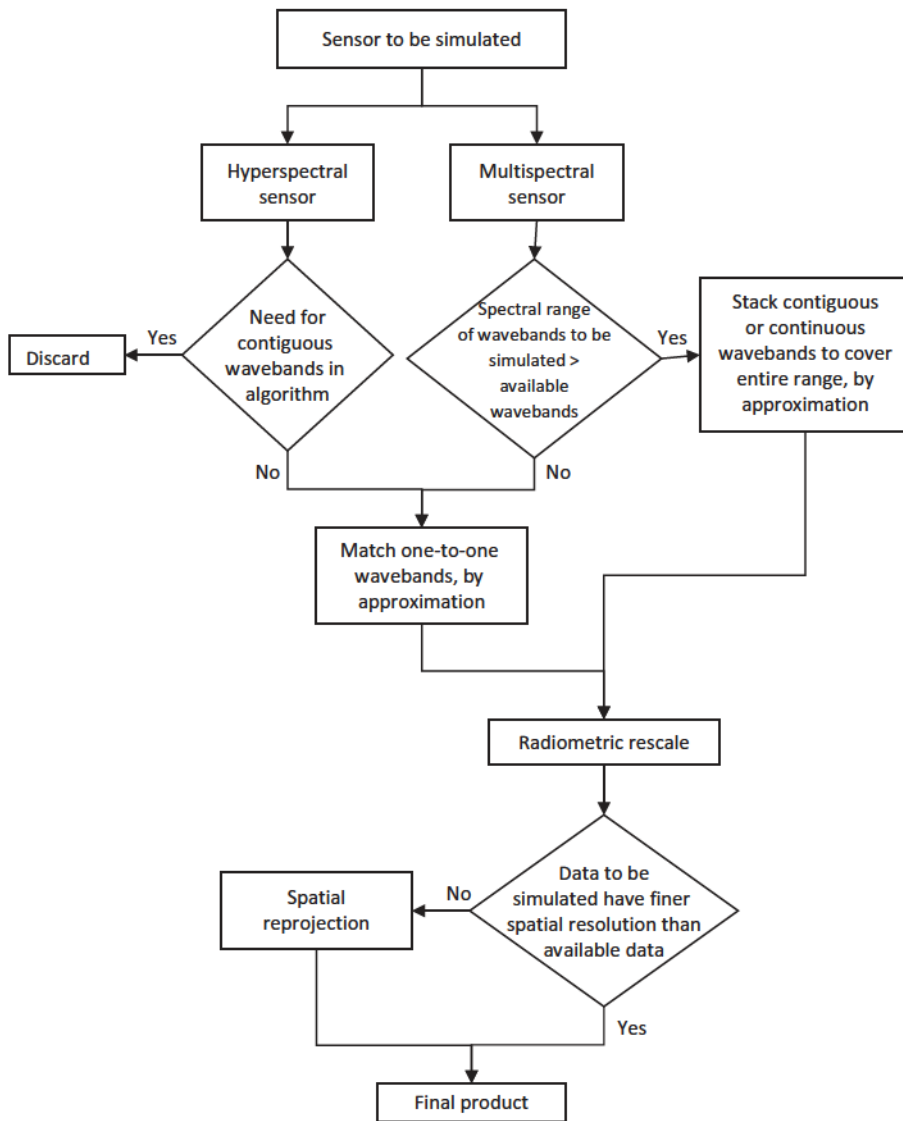 Sensor to be simulated
Hyperspectral
sensor
Multispectral
sensor
Need for
contiguous
wavebands in
algorithm
Yes
Discard
No
Spectral range
of wavebands to be
simulated >
available
wavebands
Yes
No
Stack contiguous
or continuous
wavebands to cover
entire range, by
approximation
Match one-to-one
wavebands, by
approximation
Radiometric rescale
Data to be
simulated have finer
spatial resolution than
available data
No
Spatial
reprojection
Yes
Final product